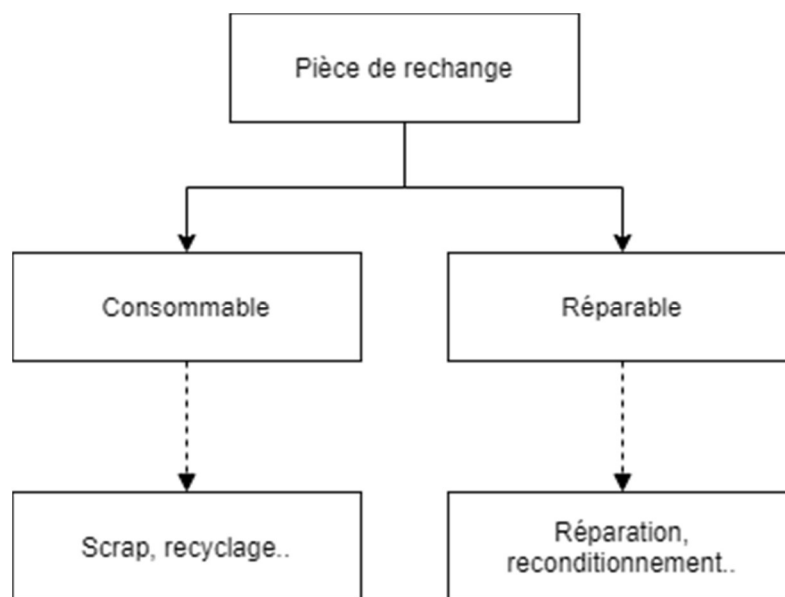 Pièce de rechange
Consommable
Réparable
Scrap, recyclage..
Réparation,
reconditionnement..